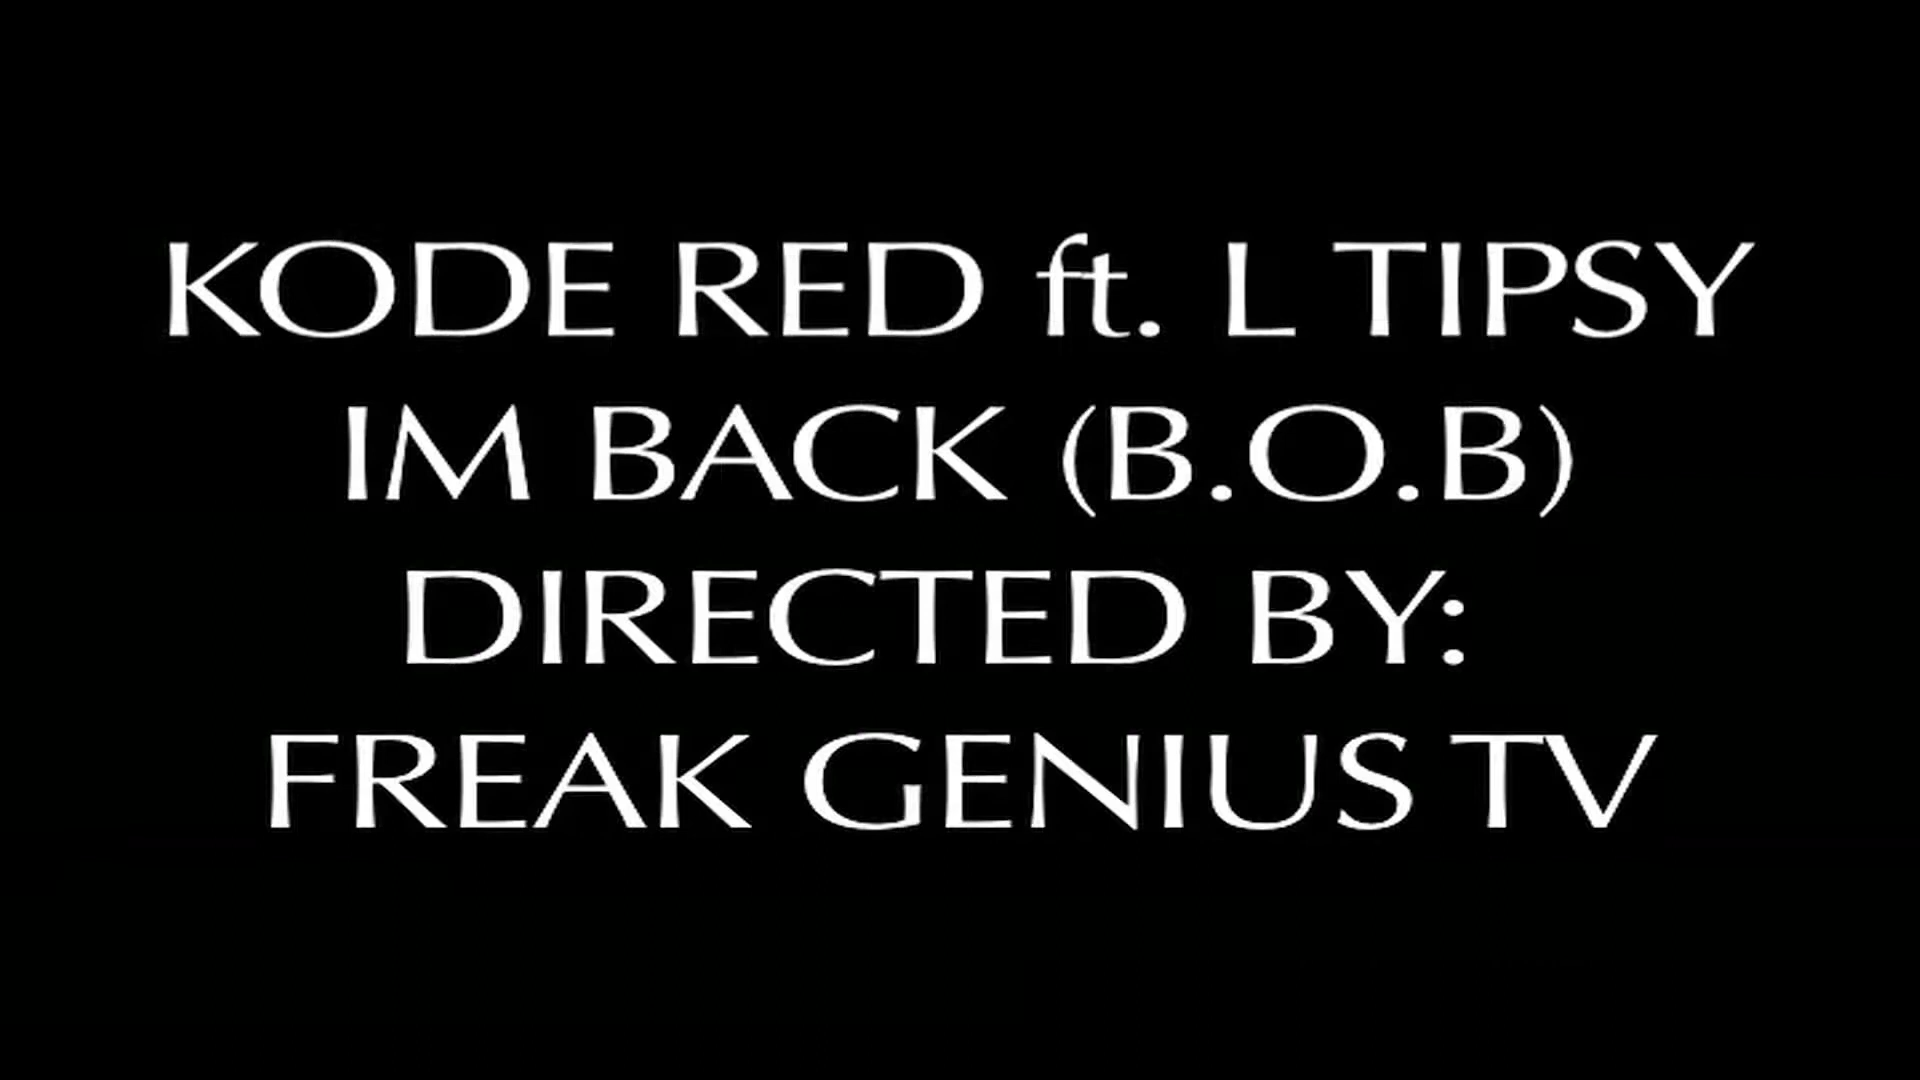 KODE RED ft. L TIPSY
IM BACK (B.O.B)
DIRECTED BY:
FREAK GENIUS TV